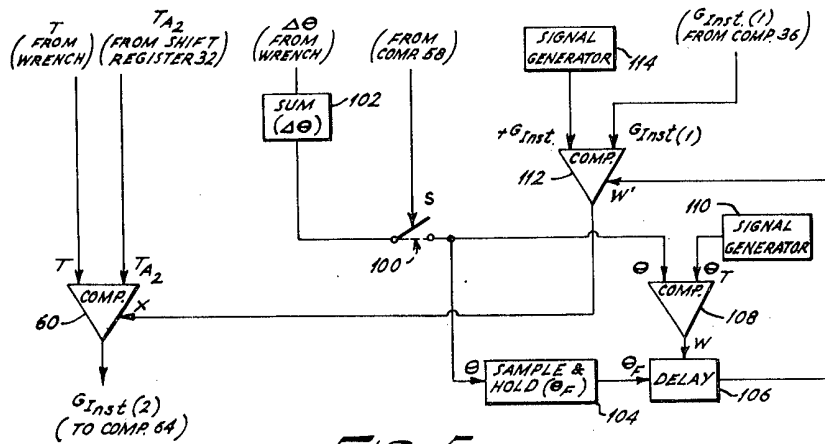 T
(FROM
WRENCH)
TA2
(FROM SHIFT
REGISTER 32)
ΔΘ
(FROM
WRENCH)
(FROM
COMP. 58)
SIGNAL
GENERATOR
114
(GInst.(1)
FROM COMP. 36)
SUM
(ΔΘ)
102
+GInst.
GInst(1)
COMP.
112
W'
S
100
110
SIGNAL
GENERATOR
T
TA2
COMP.
60
X
Θ
ΘT
COMP.
108
W
Θ
SAMPLE &
HOLD (ΘF)
104
ΘF
DELAY
106
GInst(2)
(TO COMP. 64)